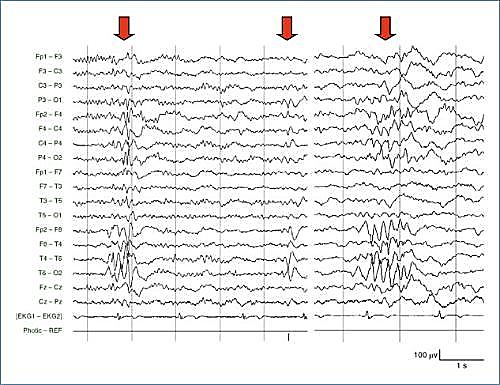 Fp1 – F3
F3 – C3
C3 – P3
P3 – O1
Fp2 – F4
F4 – C4
C4 – P4
P4 – O2
Fp1 – F7
F7 – T3
T3 – T5
T5 – O1
Fp2 – F8
F8 – T4
T4 – T6
T6 – O2
Fz – Cz
Cz – Pz
[EKG1 – EKG2]
Photic – REF
100 μV
1 s